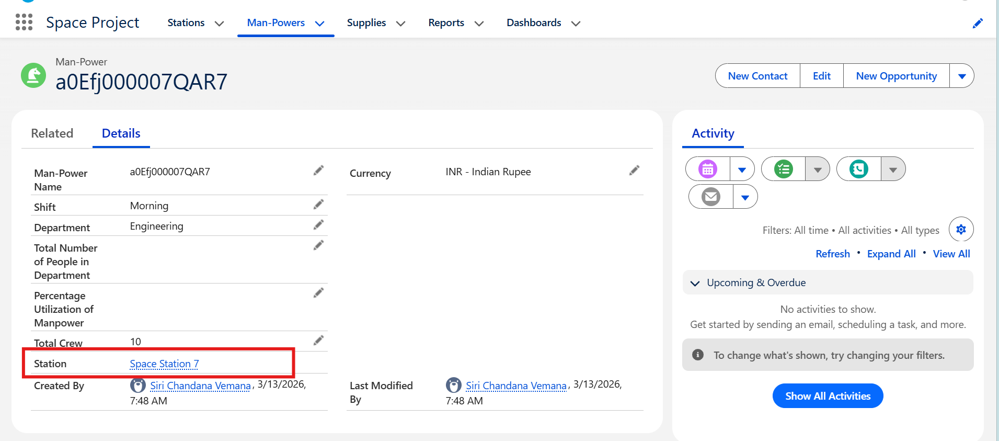 Space Project
Stations
Man-Powers
Supplies
Reports
Dashboards
Man-Power
a0Efj000007QAR7
New Contact
Edit
New Opportunity
Related
Details
Man-Power
Name
a0Efj000007QAR7
Currency
INR - Indian Rupee
Shift
Morning
Department
Engineering
Total Number
of People in
Department
Percentage
Utilization of
Manpower
Total Crew
10
Station
Space Station 7
Created By
Siri Chandana Vemana, 3/13/2026,
7:48 AM
Last Modified
By
Siri Chandana Vemana, 3/13/2026,
7:48 AM
Activity
Filters: All time • All activities • All types
Refresh • Expand All • View All
Upcoming & Overdue
No activities to show.
Get started by sending an email, scheduling a task, and more.
To change what's shown, try changing your filters.
Show All Activities